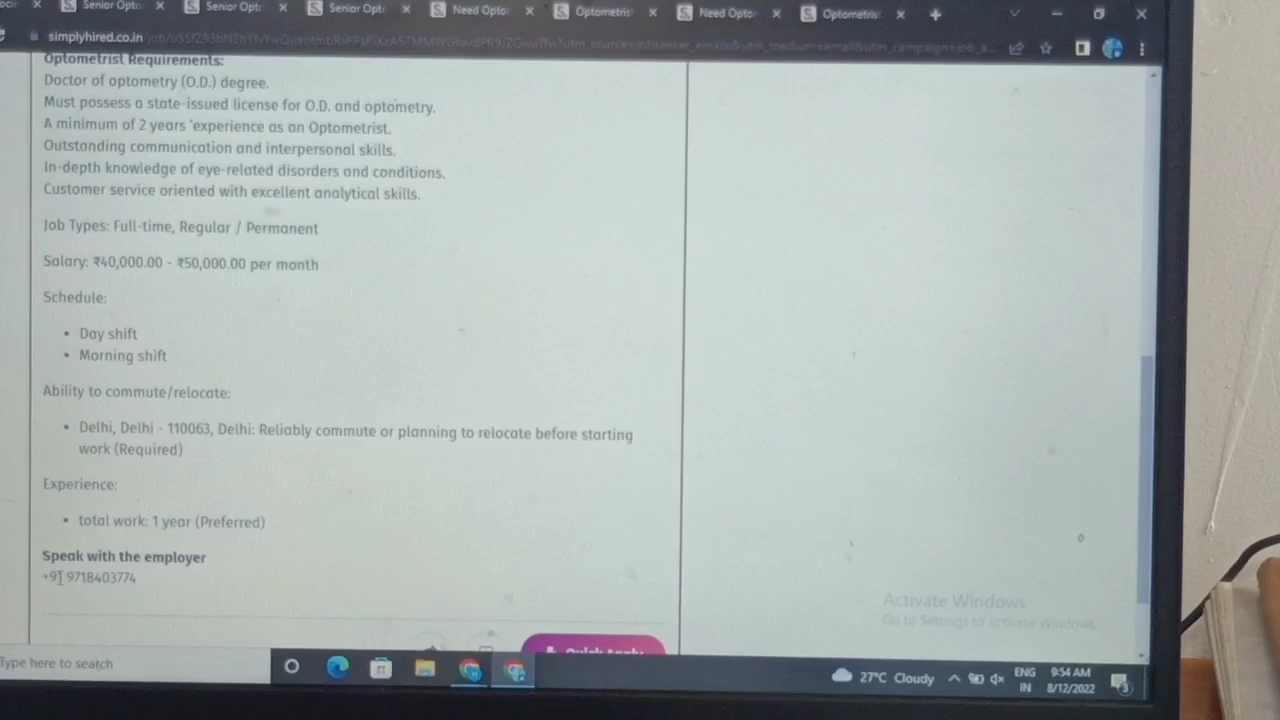 Senior Opt
Senior Opt
Senior Opt
Need Opto
Optometris
Need Opto
Optometris
simplyhired.co.in
Optometrist Requirements:
Doctor of optometry (O.D.) degree.
Must possess a state-issued license for O.D. and optometry.
A minimum of 2 years 'experience as an Optometrist.
Outstanding communication and interpersonal skills.
In-depth knowledge of eye-related disorders and conditions.
Customer service oriented with excellent analytical skills.
Job Types: Full-time, Regular / Permanent
Salary: ₹40,000.00 - ₹50,000.00 per month
Schedule:
• Day shift
• Morning shift
Ability to commute/relocate:
• Delhi, Delhi - 110063, Delhi: Reliably commute or planning to relocate before starting
work (Required)
Experience:
• total work: 1 year (Preferred)
Speak with the employer
+91 9718403774
Activate Windows
Go to Settings to activate Windows.
Quick Apply
Type here to search
27°C Cloudy
ENG
IN
9:54 AM
8/12/2022
3